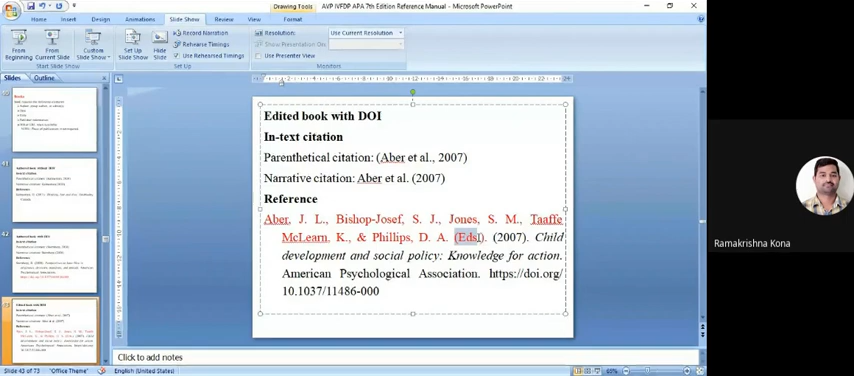 Drawing Tools
AVP IVFDP APA 7th Edition Reference Manual - Microsoft PowerPoint
Home Insert Design Animations Slide Show Review View Format
From Beginning
From Current Slide
Custom Slide Show
Set Up Slide Show
Hide Slide
Record Narration
Rehearse Timings
Use Rehearsed Timings
Resolution: Use Current Resolution
Show Presentation On:
Use Presenter View
Start Slide Show Set Up Monitors
Slides Outline
41
42
43
Edited book with DOI
In-text citation
Parenthetical citation: (Aber et al., 2007)
Narrative citation: Aber et al. (2007)
Reference
Aber, J. L., Bishop-Josef, S. J., Jones, S. M., Taaffe
McLearn, K., & Phillips, D. A. (Eds.). (2007). Child
development and social policy: Knowledge for action.
American Psychological Association. https://doi.org/
10.1037/11486-000
Ramakrishna Kona
Click to add notes
Slide 43 of 73 "Office Theme" English (United States) 69%